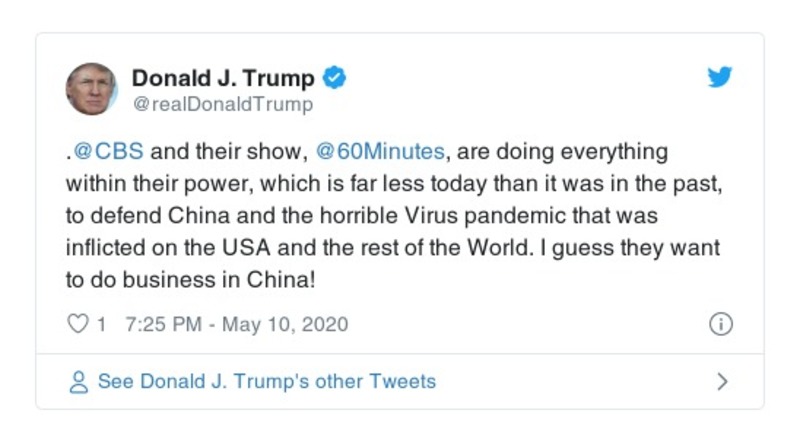 Donald J. Trump
@realDonaldTrump
.@CBS and their show, @60Minutes, are doing everything
within their power, which is far less today than it was in the past,
to defend China and the horrible Virus pandemic that was
inflicted on the USA and the rest of the World. I guess they want
to do business in China!
1 7:25 PM - May 10, 2020
See Donald J. Trump's other Tweets